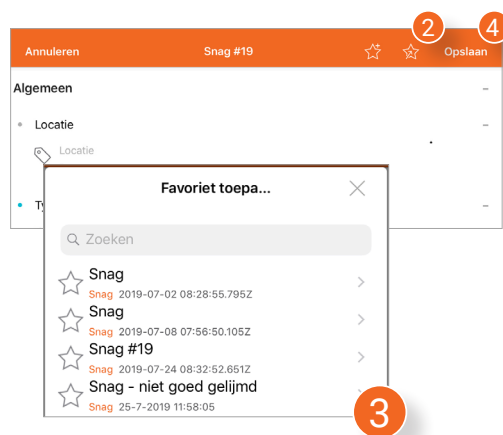 Annuleren Snag #19 Opslaan
2
4
Algemeen
Locatie
Locatie
Favoriet toepa...
Zoeken
Snag
Snag 2019-07-02 08:28:55.795Z
Snag
Snag 2019-07-08 07:56:50.105Z
Snag #19
Snag 2019-07-24 08:32:52.651Z
Snag - niet goed gelijmd
Snag 25-7-2019 11:58:05
3